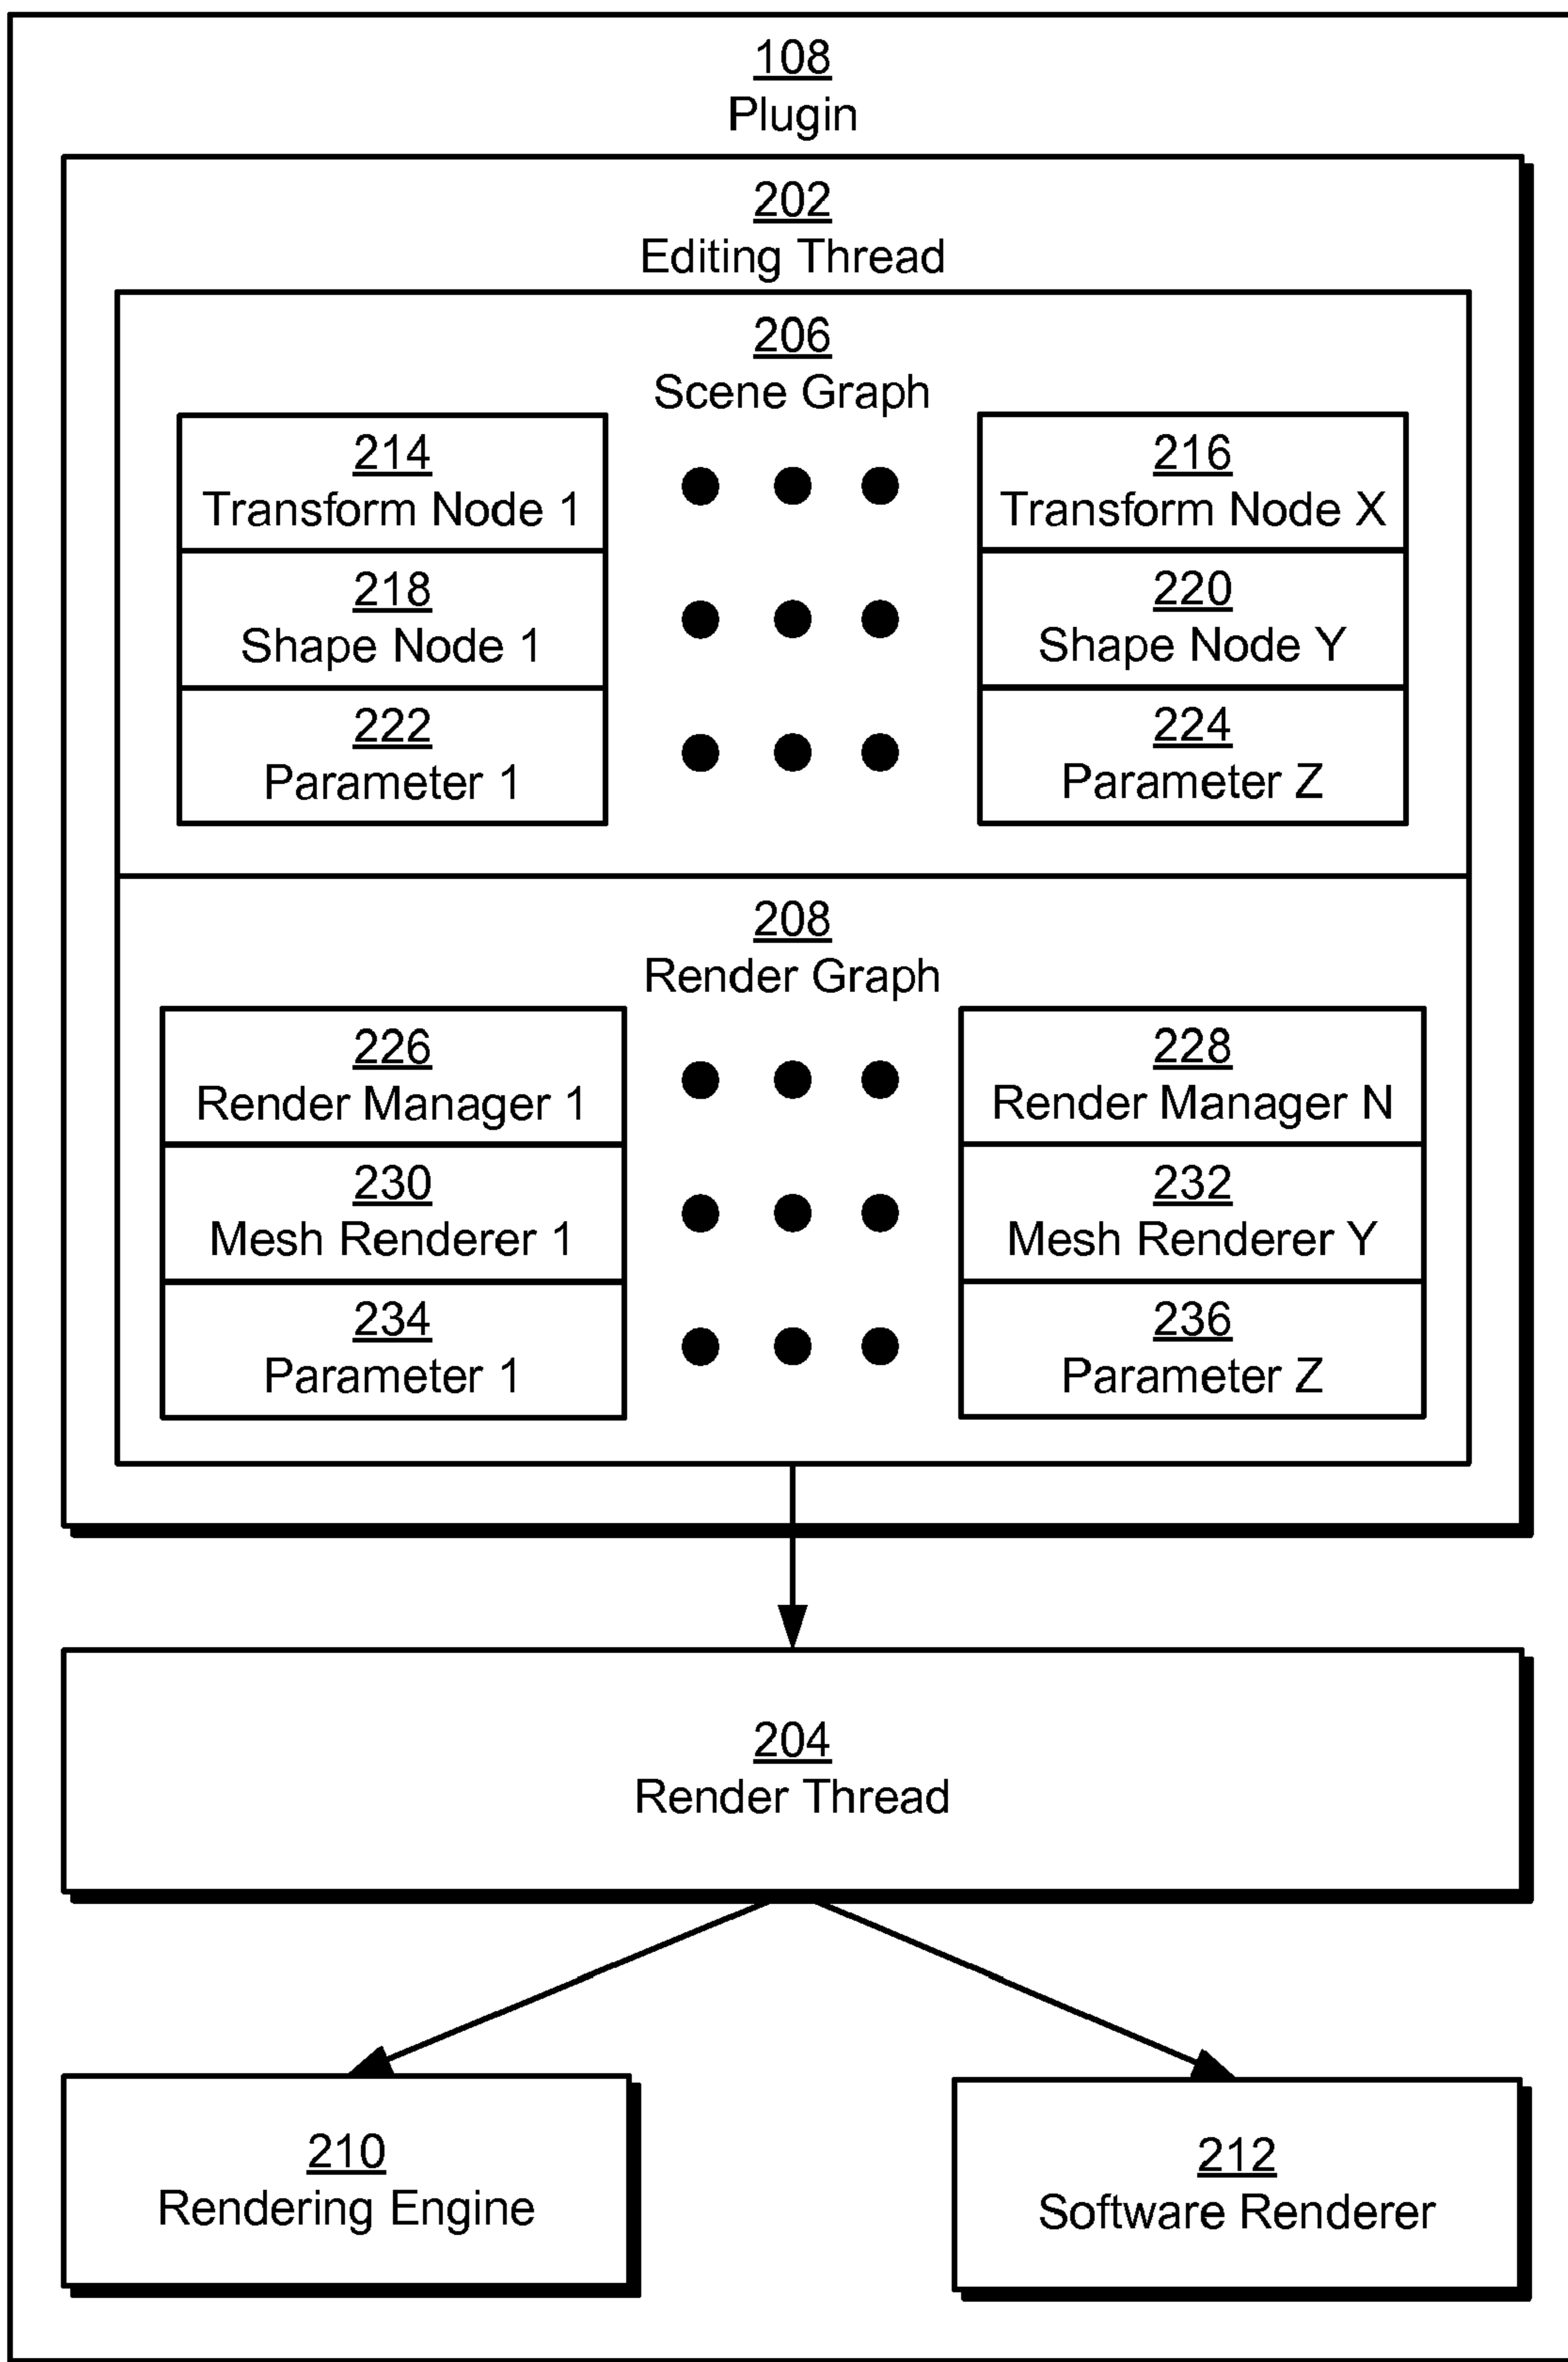 108
Plugin
202
Editing Thread
206
Scene Graph
214
Transform Node 1
216
Transform Node X
218
Shape Node 1
220
Shape Node Y
222
Parameter 1
224
Parameter Z
208
Render Graph
226
Render Manager 1
228
Render Manager N
230
Mesh Renderer 1
232
Mesh Renderer Y
234
Parameter 1
236
Parameter Z
204
Render Thread
210
Rendering Engine
212
Software Renderer